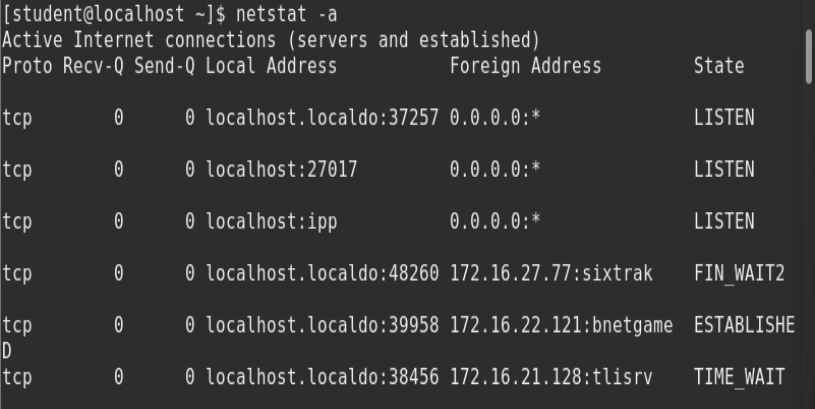 [student@localhost ~]$ netstat -a
Active Internet connections (servers and established)
Proto Recv-Q Send-Q Local Address           Foreign Address         State
tcp        0      0 localhost.localdo:37257 0.0.0.0:*               LISTEN
tcp        0      0 localhost:27017         0.0.0.0:*               LISTEN
tcp        0      0 localhost:ipp           0.0.0.0:*               LISTEN
tcp        0      0 localhost.localdo:48260 172.16.27.77:sixtrak    FIN_WAIT2
tcp        0      0 localhost.localdo:39958 172.16.22.121:bnetgame  ESTABLISHE
D
tcp        0      0 localhost.localdo:38456 172.16.21.128:tlisrv    TIME_WAIT